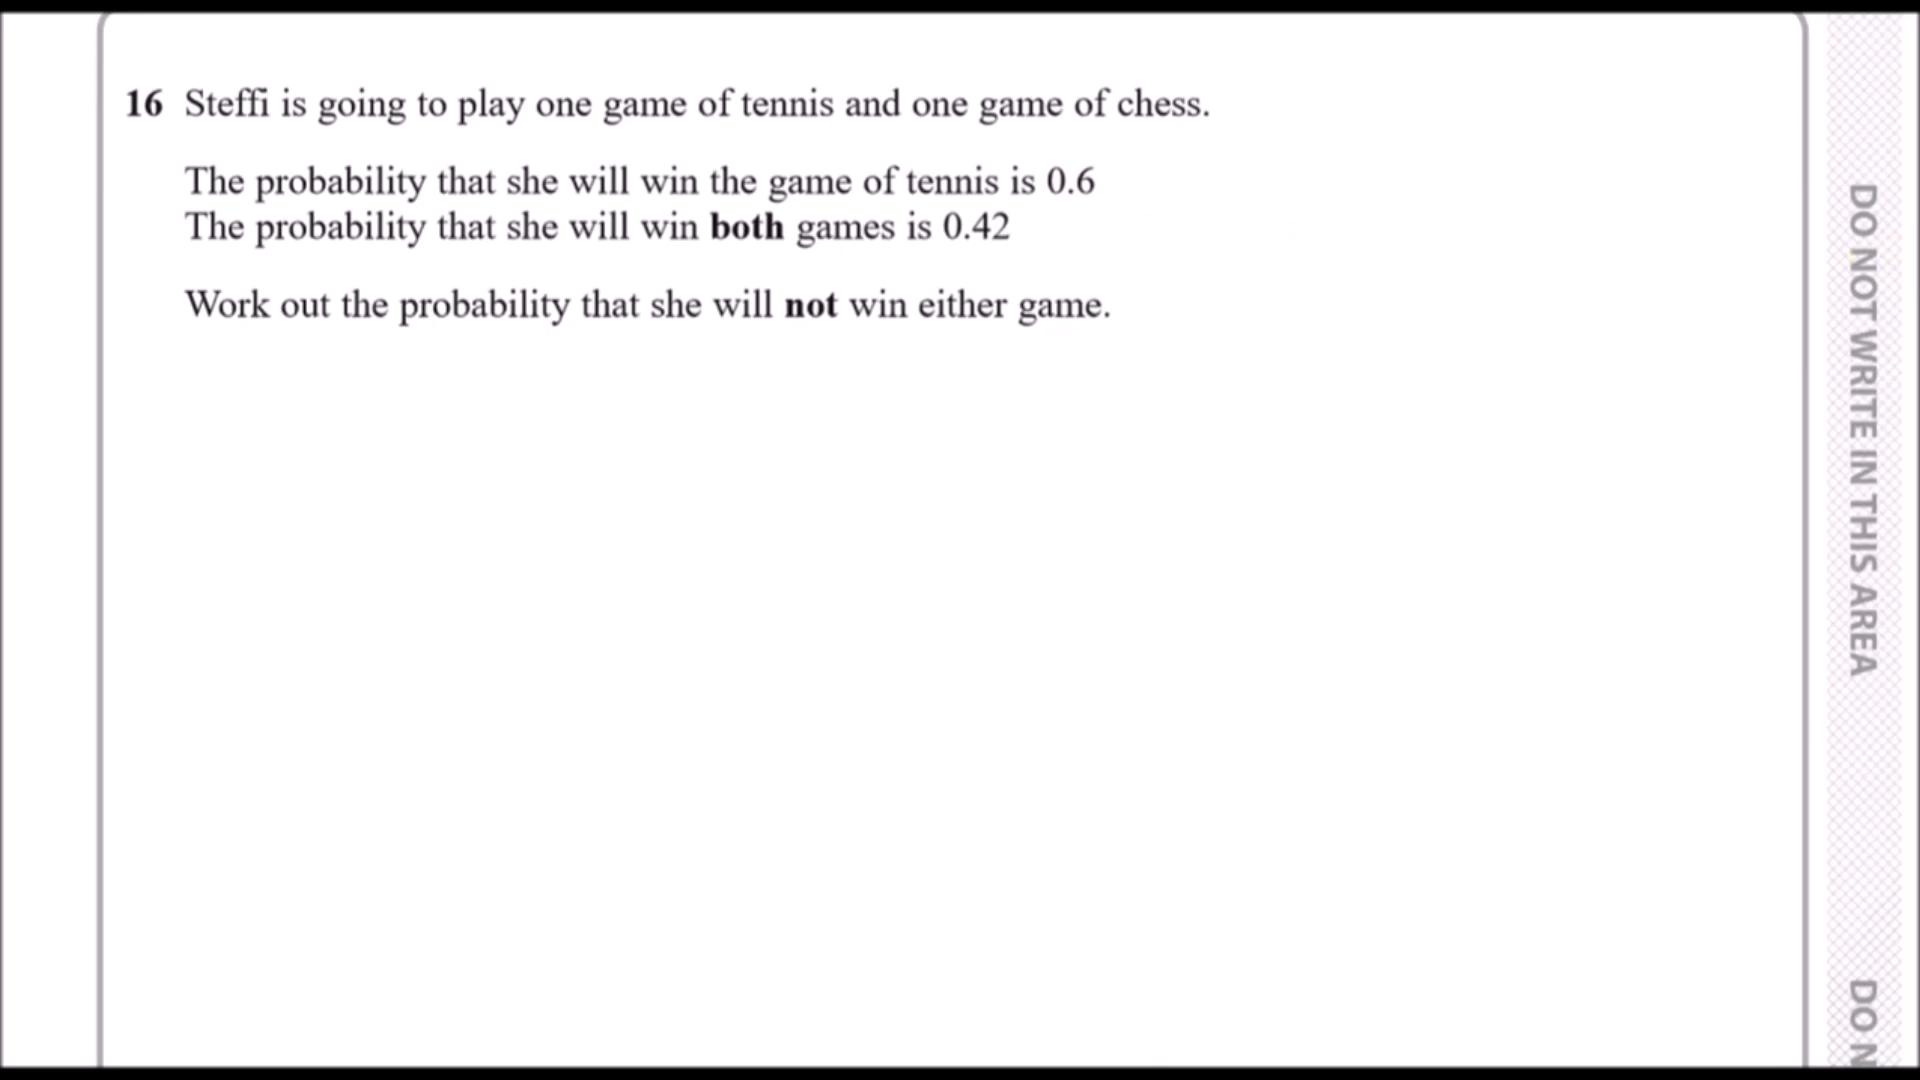 16 Steffi is going to play one game of tennis and one game of chess.
The probability that she will win the game of tennis is 0.6
The probability that she will win both games is 0.42
Work out the probability that she will not win either game.
DO NOT WRITE IN THIS AREA
DO N